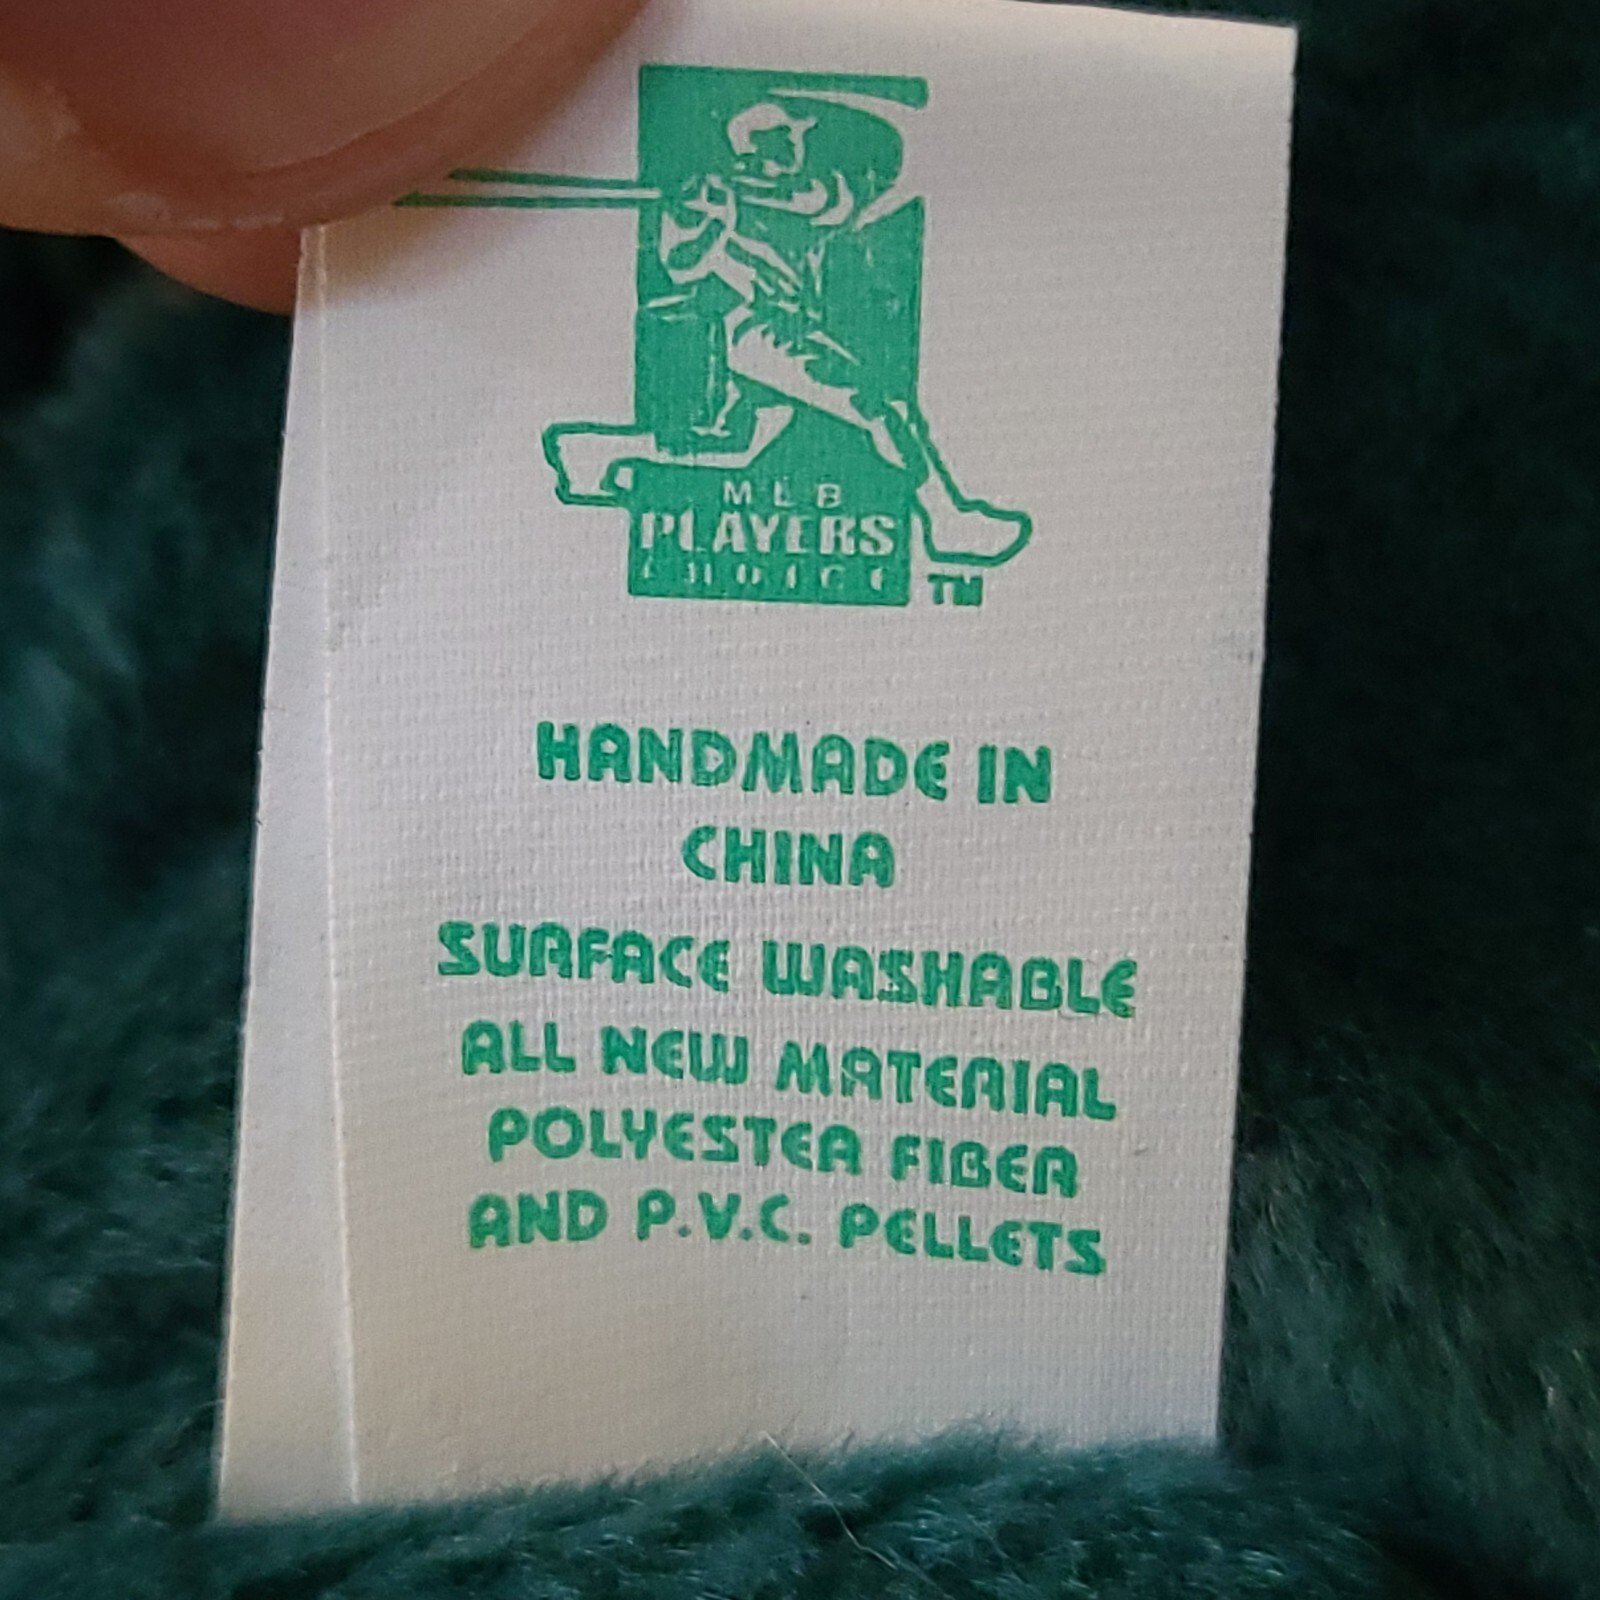 MLB
PLAYERS
CHOICE
TM
HANDMADE IN
CHINA
SURFACE WASHABLE
ALL NEW MATERIAL
POLYESTER FIBER
AND P.V.C. PELLETS